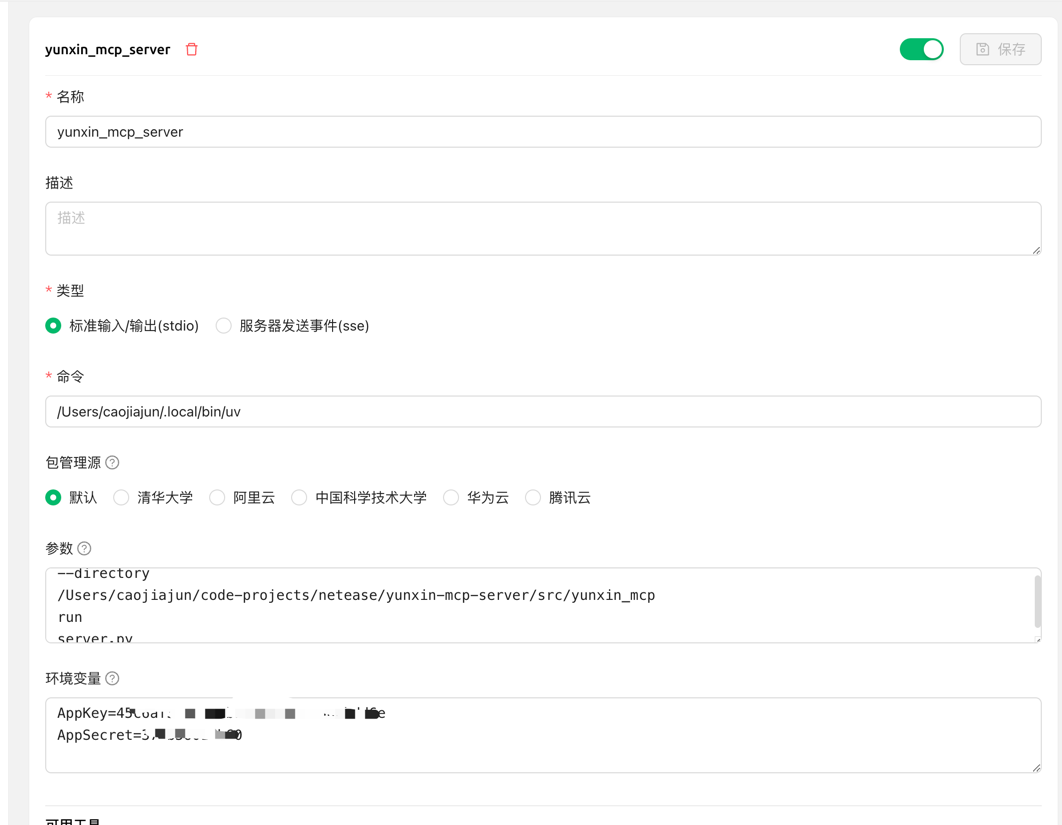 yunxin_mcp_server
保存
* 名称
yunxin_mcp_server
描述
描述
* 类型
标准输入/输出(stdio) 服务器发送事件(sse)
* 命令
/Users/caojiajun/.local/bin/uv
包管理源
默认 清华大学 阿里云 中国科学技术大学 华为云 腾讯云
参数
--directory
/Users/caojiajun/code-projects/netease/yunxin-mcp-server/src/yunxin_mcp
run
server.py
环境变量
AppKey=
AppSecret=
可用工具